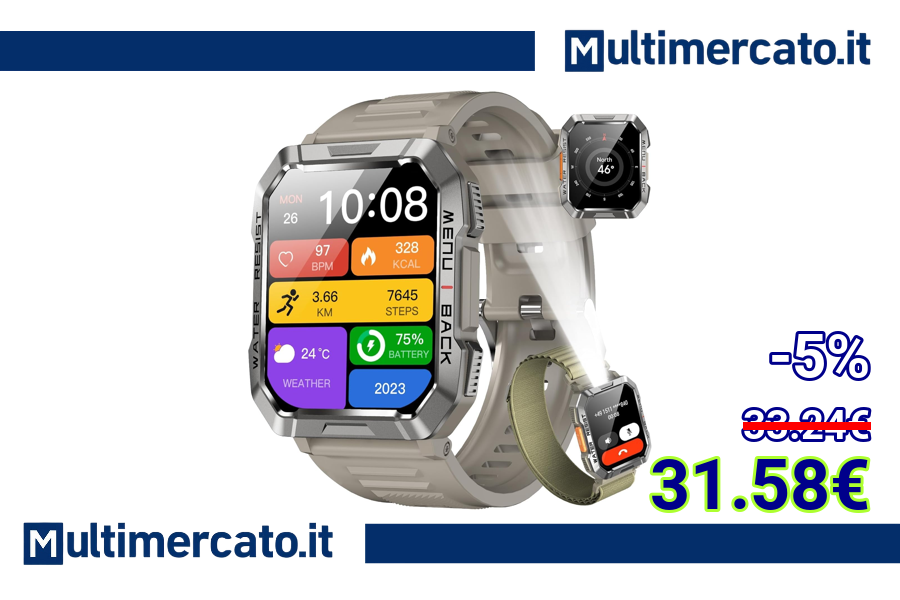 Multimercato.it
MON
26
10:08
97
BPM
328
KCAL
3.66
KM
7645
STEPS
24°C
WEATHER
75%
BATTERY
2023
WATER RESIST
MENU | BACK
North
46°
-5%
33.24€
31.58€
Multimercato.it